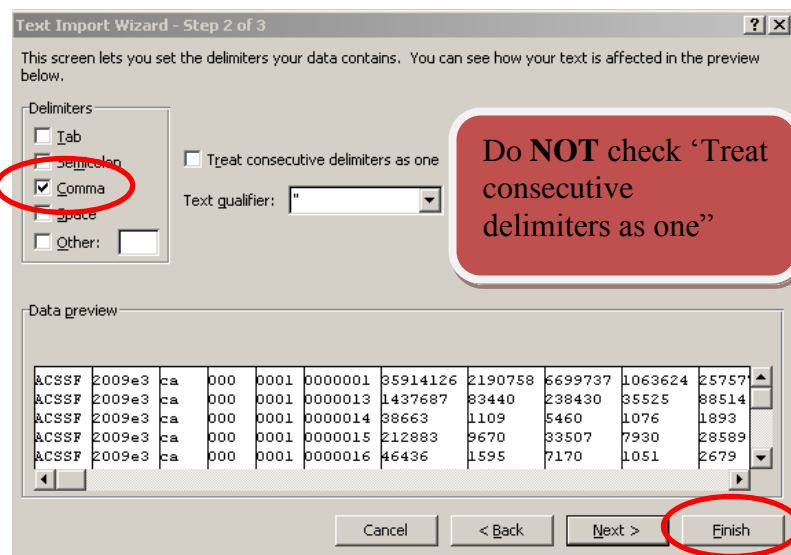 Text Import Wizard - Step 2 of 3
This screen lets you set the delimiters your data contains. You can see how your text is affected in the preview
below.
Delimiters
Tab
Semicolon
Comma
Space
Other:
Treat consecutive delimiters as one
Text qualifier: "
Do NOT check ‘Treat
consecutive
delimiters as one”
Data preview
ACSSF 2009e3 ca 000 0001 0000001 35914126 2190758 6699737 1063624 25757
ACSSF 2009e3 ca 000 0001 0000013 1437687 83440 238430 35525 88514
ACSSF 2009e3 ca 000 0001 0000014 38663 1109 5460 1076 1893
ACSSF 2009e3 ca 000 0001 0000015 212883 9670 33507 7930 28589
ACSSF 2009e3 ca 000 0001 0000016 46436 1595 7170 1051 2679
Cancel < Back Next > Finish